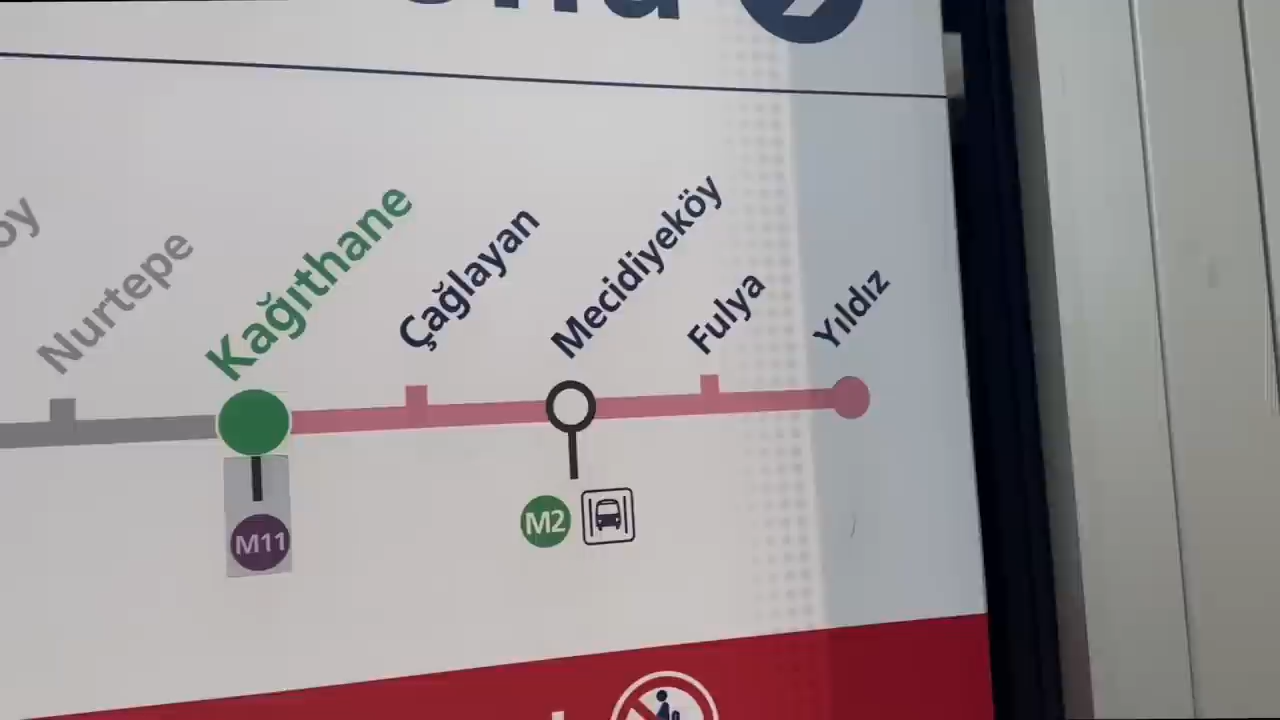 Nurtepe
Kağıthane
Çağlayan
Mecidiyeköy
Fulya
Yıldız
M11
M2